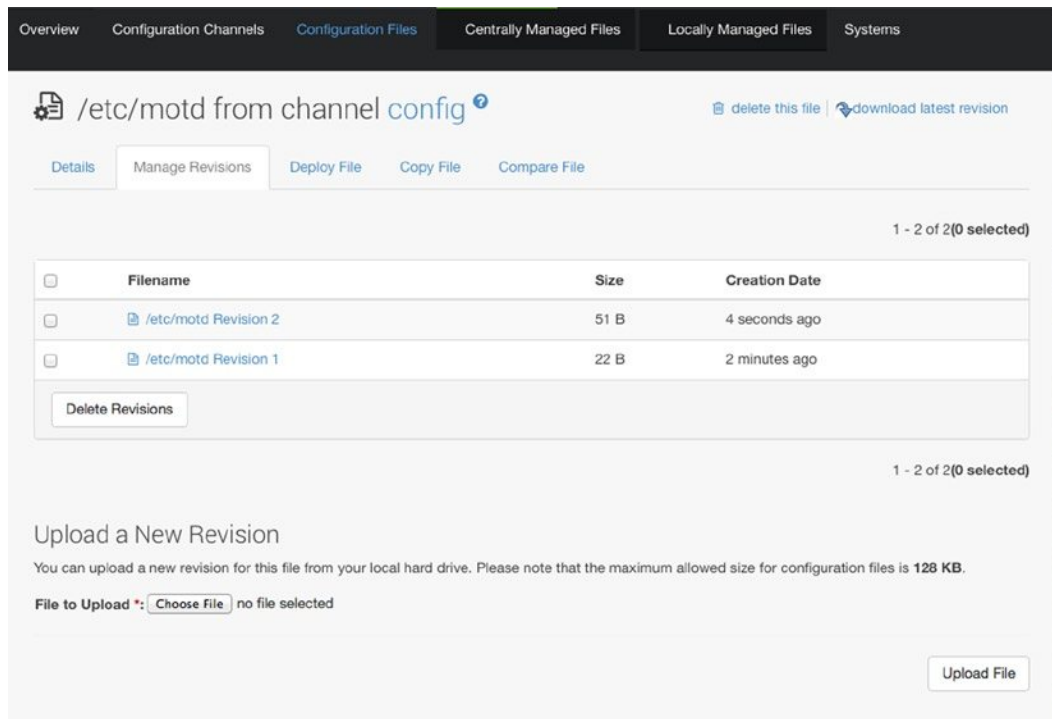 Overview Configuration Channels Configuration Files Centrally Managed Files Locally Managed Files Systems
/etc/motd from channel config ?
delete this file | download latest revision
Details Manage Revisions Deploy File Copy File Compare File
1 - 2 of 2(0 selected)
Filename Size Creation Date
/etc/motd Revision 2 51 B 4 seconds ago
/etc/motd Revision 1 22 B 2 minutes ago
Delete Revisions
1 - 2 of 2(0 selected)
Upload a New Revision
You can upload a new revision for this file from your local hard drive. Please note that the maximum allowed size for configuration files is 128 KB.
File to Upload *: Choose File no file selected
Upload File